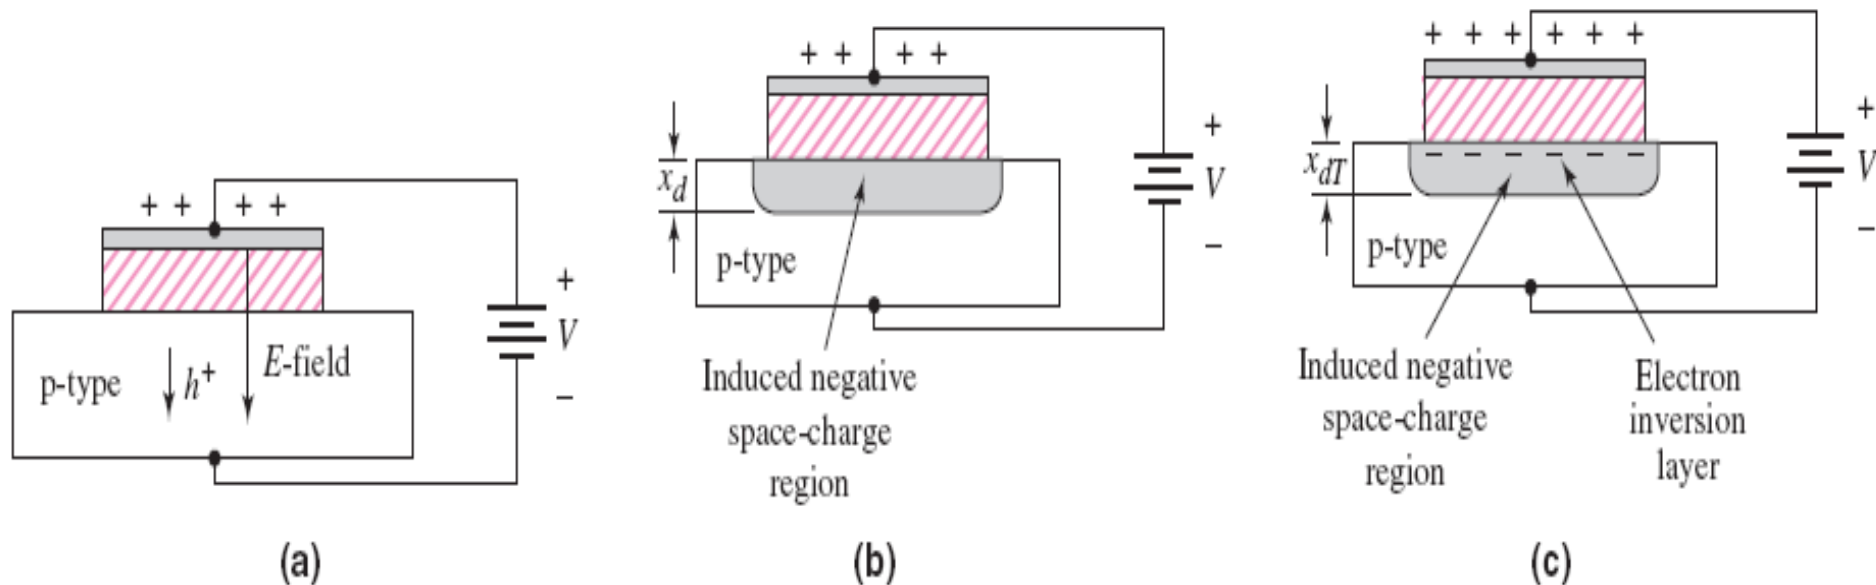 + + + +
+
V
−
p-type
h+
E-field
(a)
+ + + +
+
V
−
xd
p-type
Induced negative
space-charge
region
(b)
+ + + + + +
+
V
−
xdT
− − − − − −
p-type
Induced negative
space-charge
region
Electron
inversion
layer
(c)